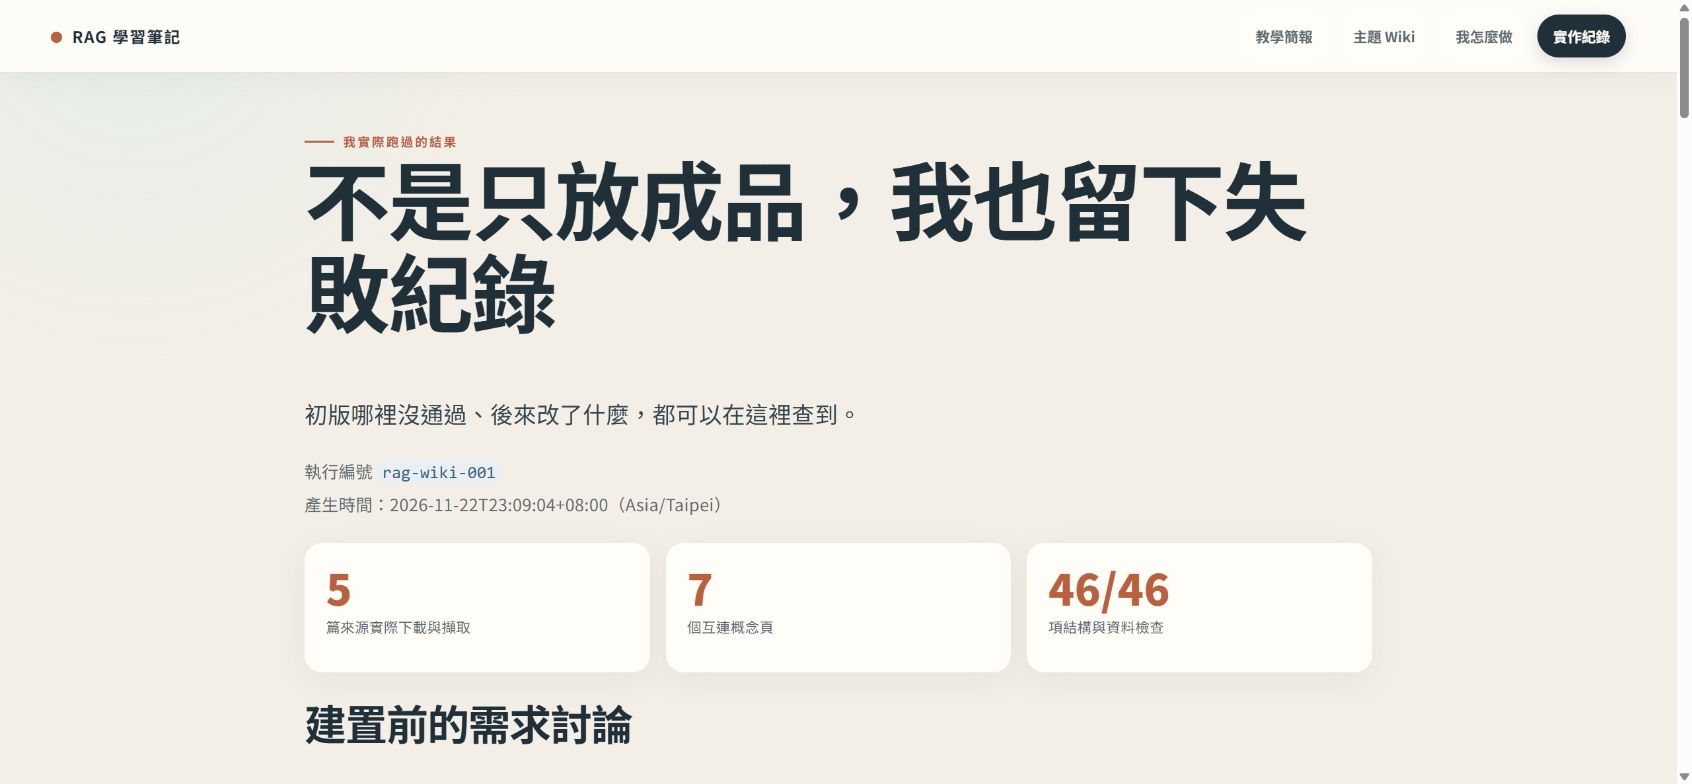 RAG 學習筆記
教學簡報
主題 Wiki
我怎麼做
實作紀錄
我實際跑過的結果
不是只放成品，我也留下失
敗紀錄
初版哪裡沒通過、後來改了什麼，都可以在這裡查到。
執行編號 rag-wiki-001
產生時間：2026-11-22T23:09:04+08:00（Asia/Taipei）
5
篇來源實際下載與擷取
7
個互連概念頁
46/46
項結構與資料檢查
建置前的需求討論